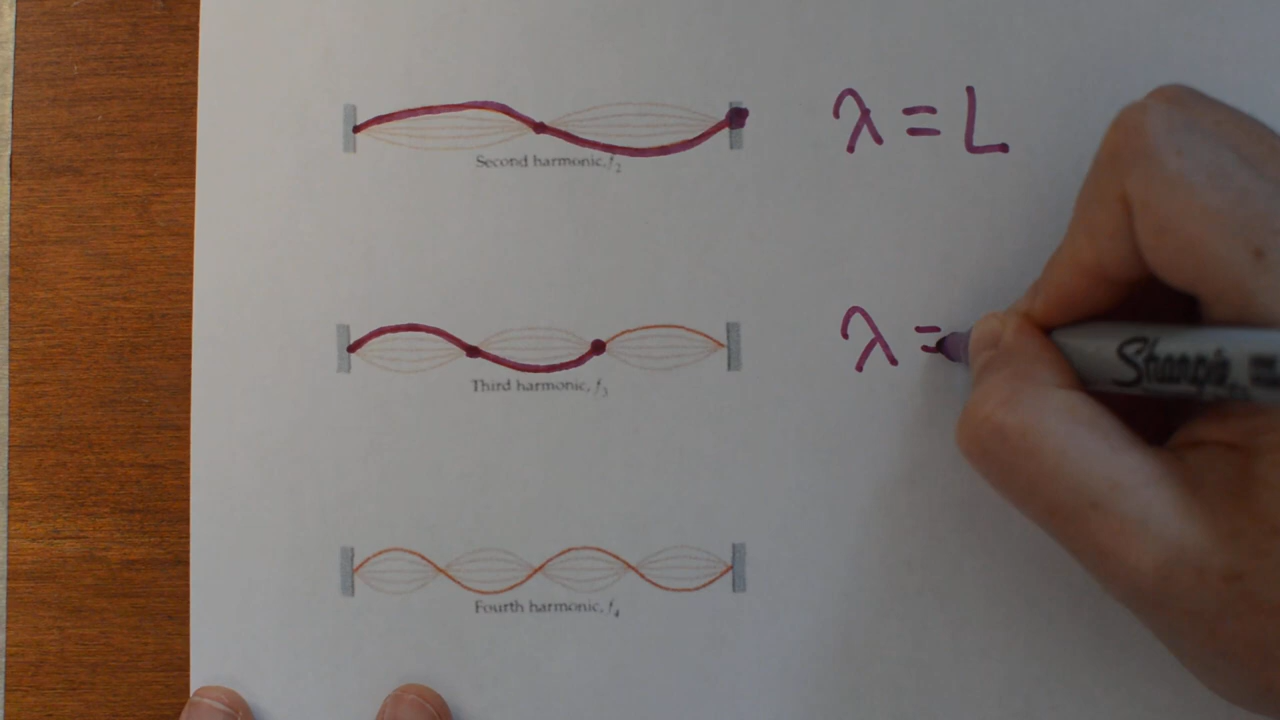 λ = L
Second harmonic, f₂
λ =
Sharpie
Third harmonic, f₃
Fourth harmonic, f₄